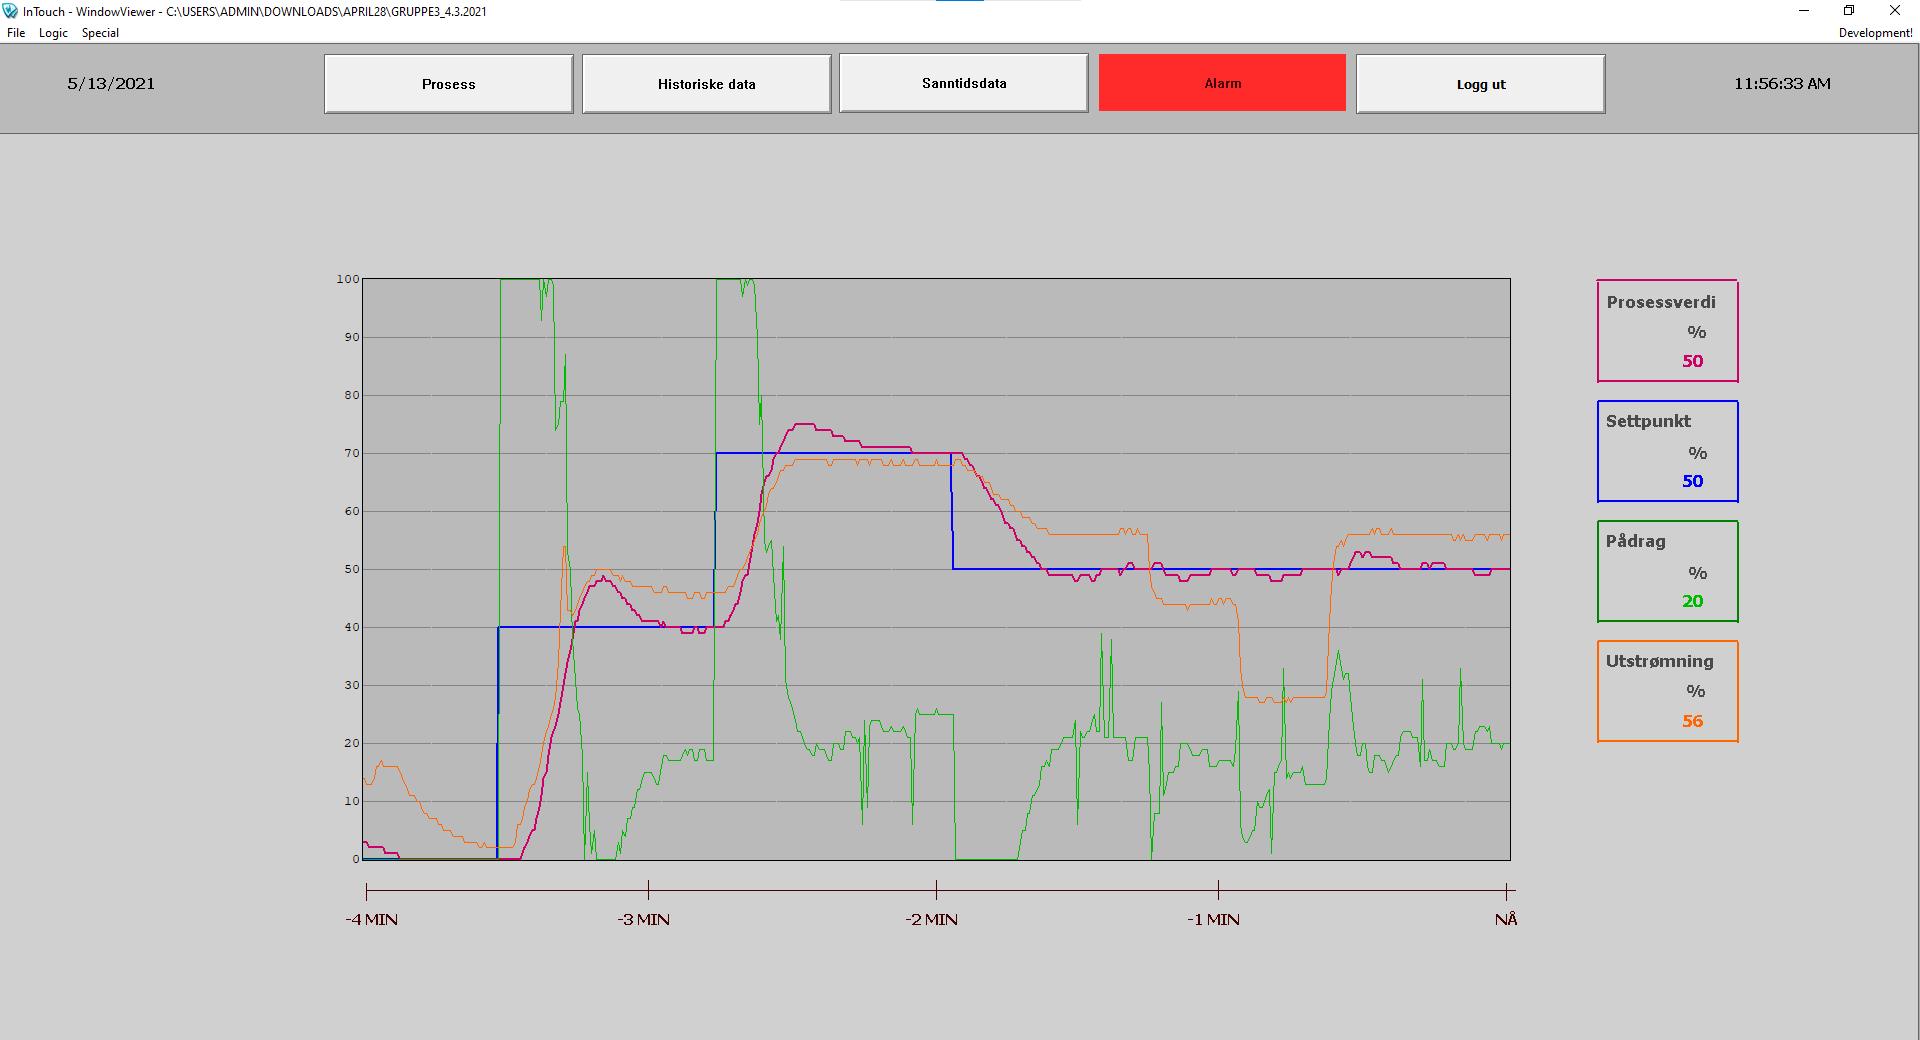 InTouch - WindowViewer - C:\USERS\ADMIN\DOWNLOADS\APRIL28\GRUPPE3_4.3.2021
File Logic Special Development!
5/13/2021 Prosess Historiske data Sanntidsdata Alarm Logg ut 11:56:33 AM
100
90
80
70
60
50
40
30
20
10
0
-4 MIN -3 MIN -2 MIN -1 MIN NÅ
Prosessverdi
%
50
Settpunkt
%
50
Pådrag
%
20
Utstrømning
%
56